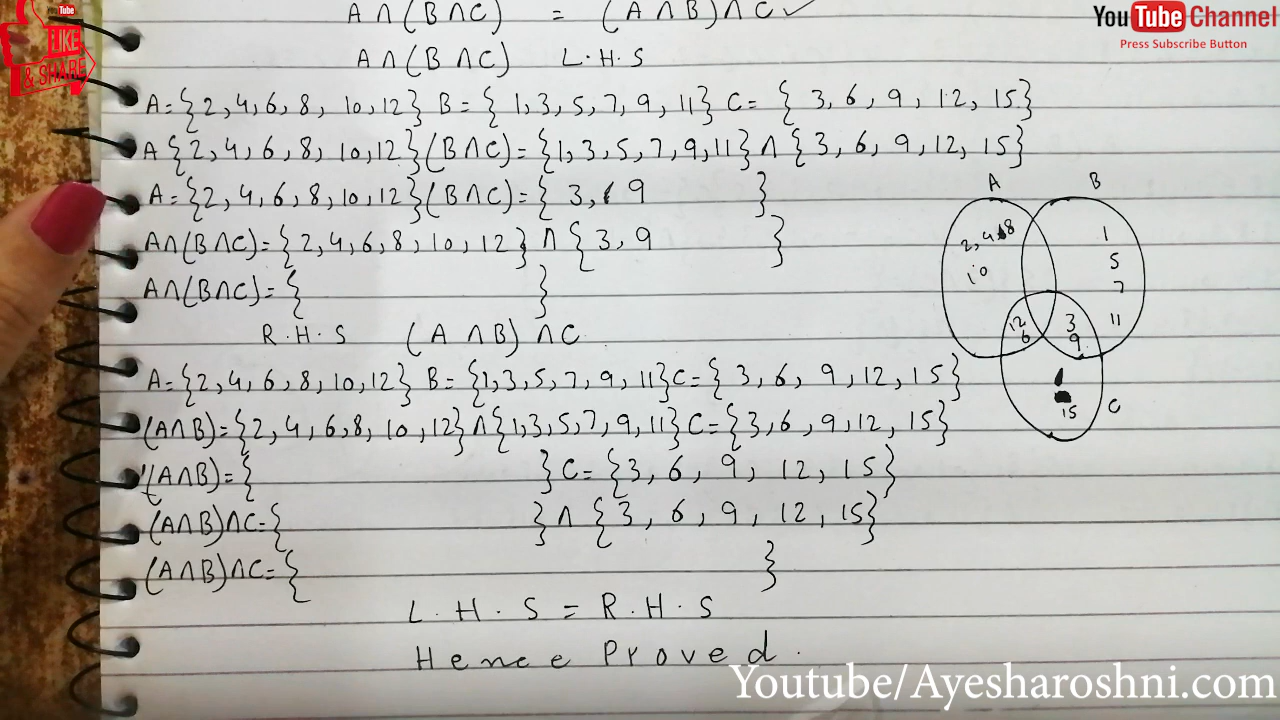 A ∩ (B ∩ C) = (A ∩ B) ∩ C ✓
A ∩ (B ∩ C) L.H.S
A = {2, 4, 6, 8, 10, 12} B = {1, 3, 5, 7, 9, 11} C = {3, 6, 9, 12, 15}
A {2, 4, 6, 8, 10, 12} (B ∩ C) = {1, 3, 5, 7, 9, 11} ∩ {3, 6, 9, 12, 15}
A = {2, 4, 6, 8, 10, 12} (B ∩ C) = {3, 9 }
A ∩ (B ∩ C) = {2, 4, 6, 8, 10, 12} ∩ {3, 9 }
A ∩ (B ∩ C) = { }
R.H.S (A ∩ B) ∩ C
A = {2, 4, 6, 8, 10, 12} B = {1, 3, 5, 7, 9, 11} C = {3, 6, 9, 12, 15}
(A ∩ B) = {2, 4, 6, 8, 10, 12} ∩ {1, 3, 5, 7, 9, 11} C = {3, 6, 9, 12, 15}
(A ∩ B) = { } C = {3, 6, 9, 12, 15}
(A ∩ B) ∩ C = { } ∩ {3, 6, 9, 12, 15}
(A ∩ B) ∩ C = { }
L.H.S = R.H.S
Hence Proved.
A B
2, 4 8 1
10 5
7
12 3 11
6 9
15 C
YouTube Channel
Press Subscribe Button
You
Tube
LIKE
& SHARE
Youtube/Ayesharoshni.com